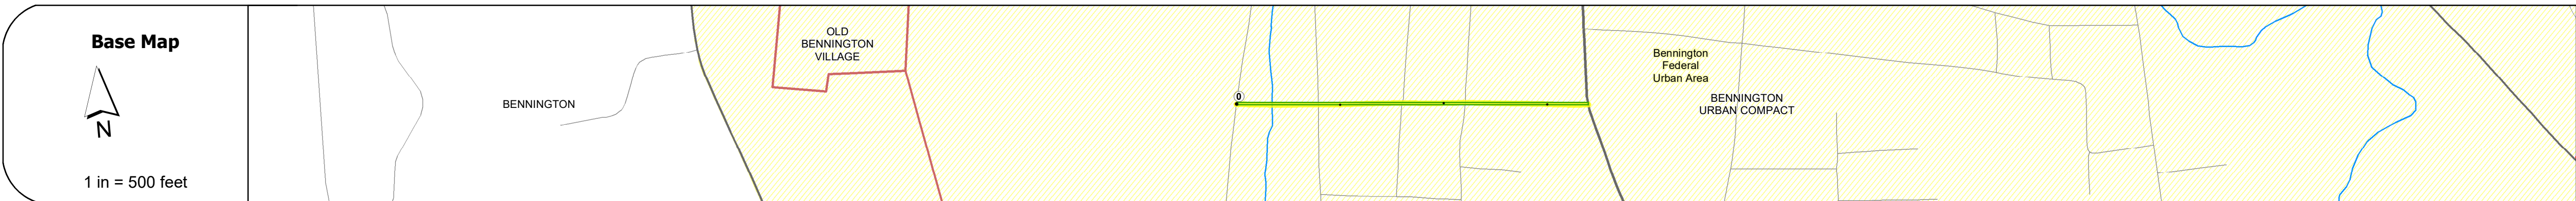 Base Map
N
1 in = 500 feet
BENNINGTON
OLD
BENNINGTON
VILLAGE
0
Bennington
Federal
Urban Area
BENNINGTON
URBAN COMPACT